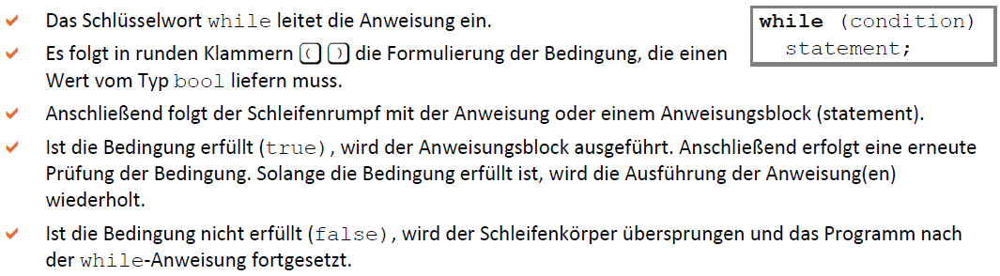 Das Schlüsselwort while leitet die Anweisung ein.
Es folgt in runden Klammern ( ) die Formulierung der Bedingung, die einen
Wert vom Typ bool liefern muss.
while (condition)
statement;
Anschließend folgt der Schleifenrumpf mit der Anweisung oder einem Anweisungsblock (statement).
Ist die Bedingung erfüllt (true), wird der Anweisungsblock ausgeführt. Anschließend erfolgt eine erneute
Prüfung der Bedingung. Solange die Bedingung erfüllt ist, wird die Ausführung der Anweisung(en)
wiederholt.
Ist die Bedingung nicht erfüllt (false), wird der Schleifenkörper übersprungen und das Programm nach
der while-Anweisung fortgesetzt.